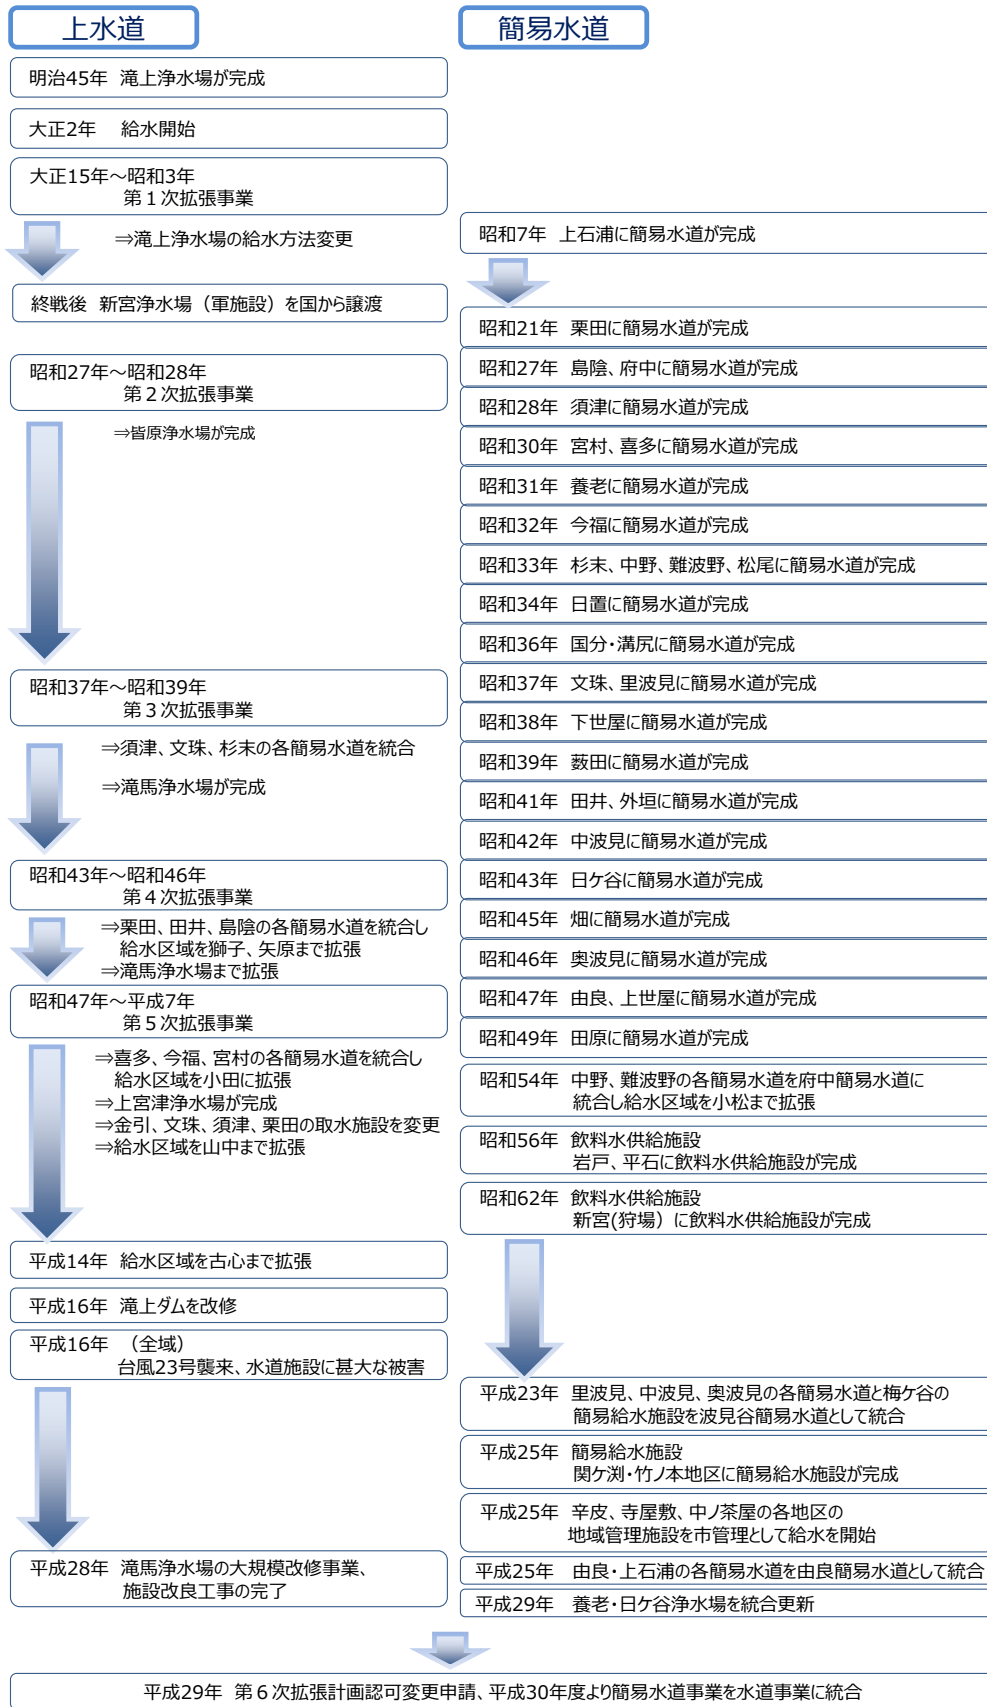 上水道
明治45年 滝上浄水場が完成
大正2年 給水開始
大正15年～昭和3年
第１次拡張事業
⇒滝上浄水場の給水方法変更
終戦後 新宮浄水場（軍施設）を国から譲渡
昭和27年～昭和28年
第２次拡張事業
⇒皆原浄水場が完成
昭和37年～昭和39年
第３次拡張事業
⇒須津、文珠、杉末の各簡易水道を統合
⇒滝馬浄水場が完成
昭和43年～昭和46年
第４次拡張事業
⇒栗田、田井、島陰の各簡易水道を統合し
給水区域を獅子、矢原まで拡張
⇒滝馬浄水場まで拡張
昭和47年～平成7年
第５次拡張事業
⇒喜多、今福、宮村の各簡易水道を統合し
給水区域を小田に拡張
⇒上宮津浄水場が完成
⇒金引、文珠、須津、栗田の取水施設を変更
⇒給水区域を山中まで拡張
平成14年 給水区域を古心まで拡張
平成16年 滝上ダムを改修
平成16年 （全域）
台風23号襲来、水道施設に甚大な被害
平成28年 滝馬浄水場の大規模改修事業、
施設改良工事の完了
簡易水道
昭和7年 上石浦に簡易水道が完成
昭和21年 栗田に簡易水道が完成
昭和27年 島陰、府中に簡易水道が完成
昭和28年 須津に簡易水道が完成
昭和30年 宮村、喜多に簡易水道が完成
昭和31年 養老に簡易水道が完成
昭和32年 今福に簡易水道が完成
昭和33年 杉末、中野、難波野、松尾に簡易水道が完成
昭和34年 日置に簡易水道が完成
昭和36年 国分・溝尻に簡易水道が完成
昭和37年 文珠、里波見に簡易水道が完成
昭和38年 下世屋に簡易水道が完成
昭和39年 薮田に簡易水道が完成
昭和41年 田井、外垣に簡易水道が完成
昭和42年 中波見に簡易水道が完成
昭和43年 日ケ谷に簡易水道が完成
昭和45年 畑に簡易水道が完成
昭和46年 奥波見に簡易水道が完成
昭和47年 由良、上世屋に簡易水道が完成
昭和49年 田原に簡易水道が完成
昭和54年 中野、難波野の各簡易水道を府中簡易水道に
統合し給水区域を小松まで拡張
昭和56年 飲料水供給施設
岩戸、平石に飲料水供給施設が完成
昭和62年 飲料水供給施設
新宮(狩場）に飲料水供給施設が完成
平成23年 里波見、中波見、奥波見の各簡易水道と梅ケ谷の
簡易給水施設を波見谷簡易水道として統合
平成25年 簡易給水施設
関ケ渕・竹ノ本地区に簡易給水施設が完成
平成25年 辛皮、寺屋敷、中ノ茶屋の各地区の
地域管理施設を市管理として給水を開始
平成25年 由良・上石浦の各簡易水道を由良簡易水道として統合
平成29年 養老・日ケ谷浄水場を統合更新
平成29年 第６次拡張計画認可変更申請、平成30年度より簡易水道事業を水道事業に統合